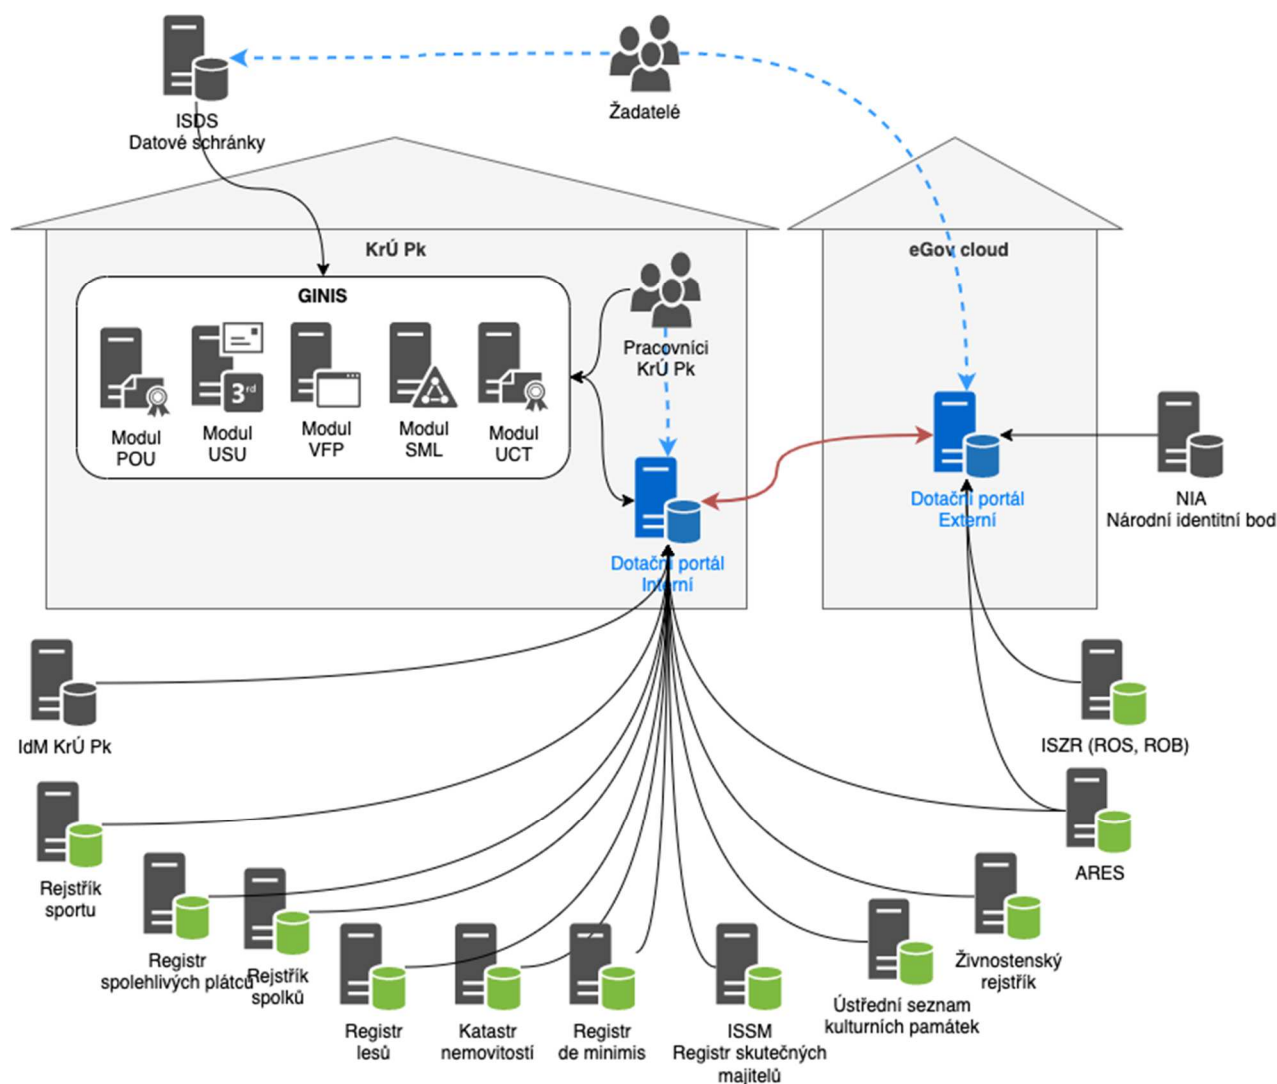 Žadatelé
ISDS
Datové schránky
KrÚ Pk
eGov cloud
GINIS
Modul
POU
Modul
USU
3rd
Modul
VFP
Modul
SML
Modul
UCT
Pracovníci
KrÚ Pk
Dotační portál
Interní
Dotační portál
Externí
NIA
Národní identitní bod
IdM KrÚ Pk
ISZR (ROS, ROB)
Rejstřík
sportu
ARES
Registr
spolehlivých plátců
Rejstřík
spolků
Registr
lesů
Katastr
nemovitostí
Registr
de minimis
ISSM
Registr skutečných
majitelů
Ústřední seznam
kulturních památek
Živnostenský
rejstřík